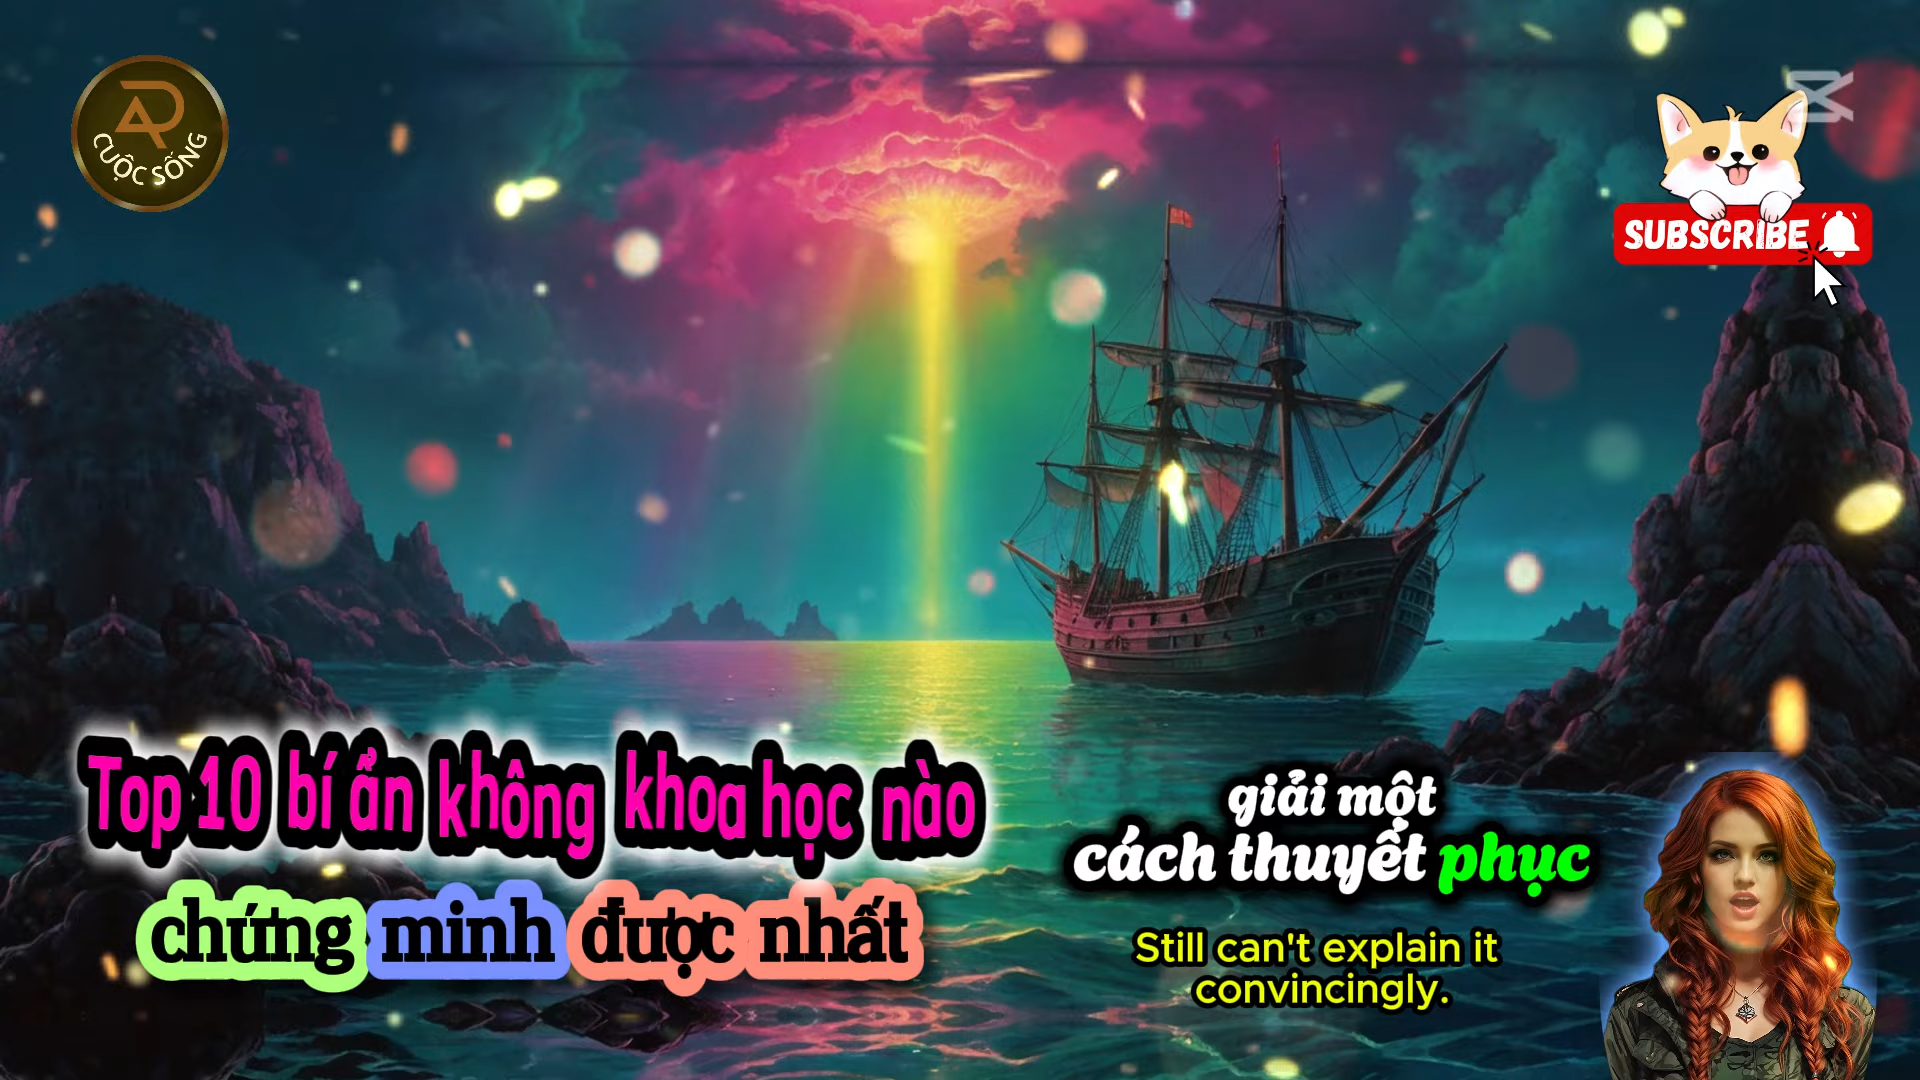 CUỘC SỐNG
SUBSCRIBE
Top 10 bí ẩn không khoa học nào
chứng minh được nhất
giải một
cách thuyết phục
Still can't explain it
convincingly.